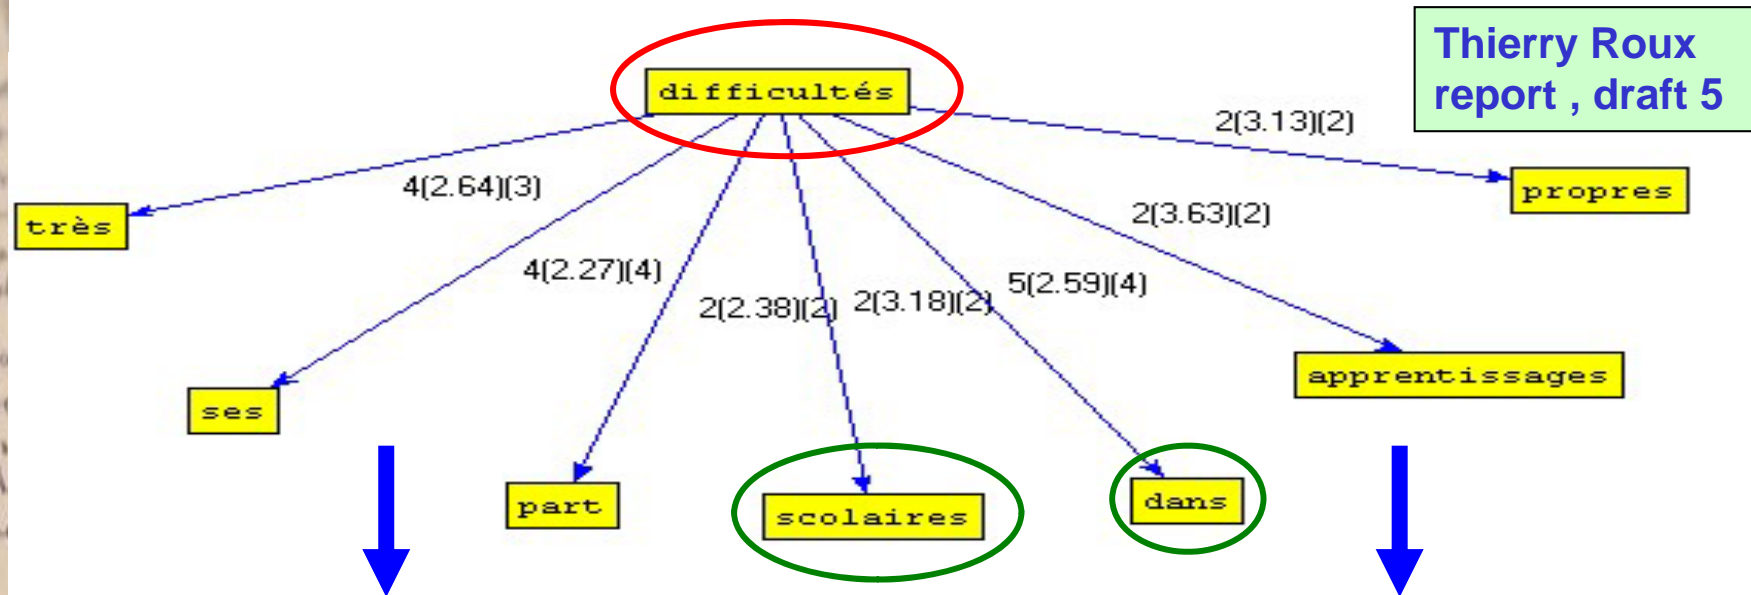 Thierry Roux
report , draft 5
difficultés
2(3.13)(2)
propres
4(2.64)(3)
très
2(3.63)(2)
4(2.27)(4)
5(2.59)(4)
2(2.38)(2)
2(3.18)(2)
apprentissages
ses
part
scolaires
dans